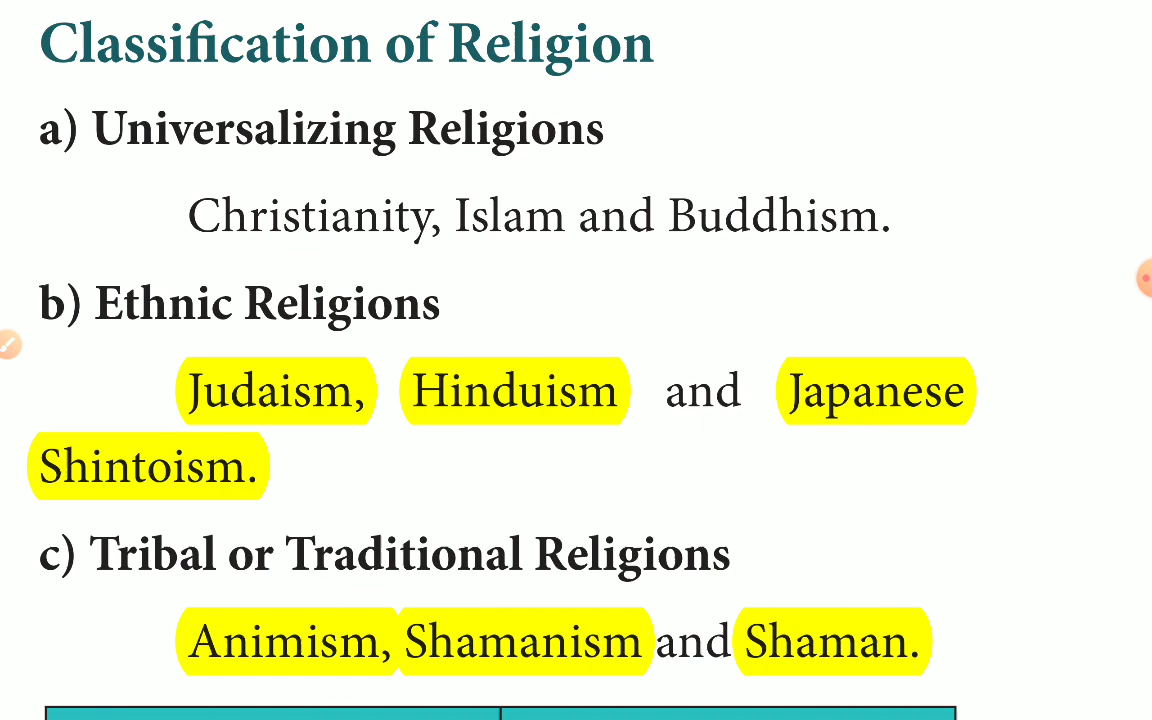 Classification of Religion
a) Universalizing Religions
Christianity, Islam and Buddhism.
b) Ethnic Religions
Judaism, Hinduism and Japanese
Shintoism.
c) Tribal or Traditional Religions
Animism, Shamanism and Shaman.